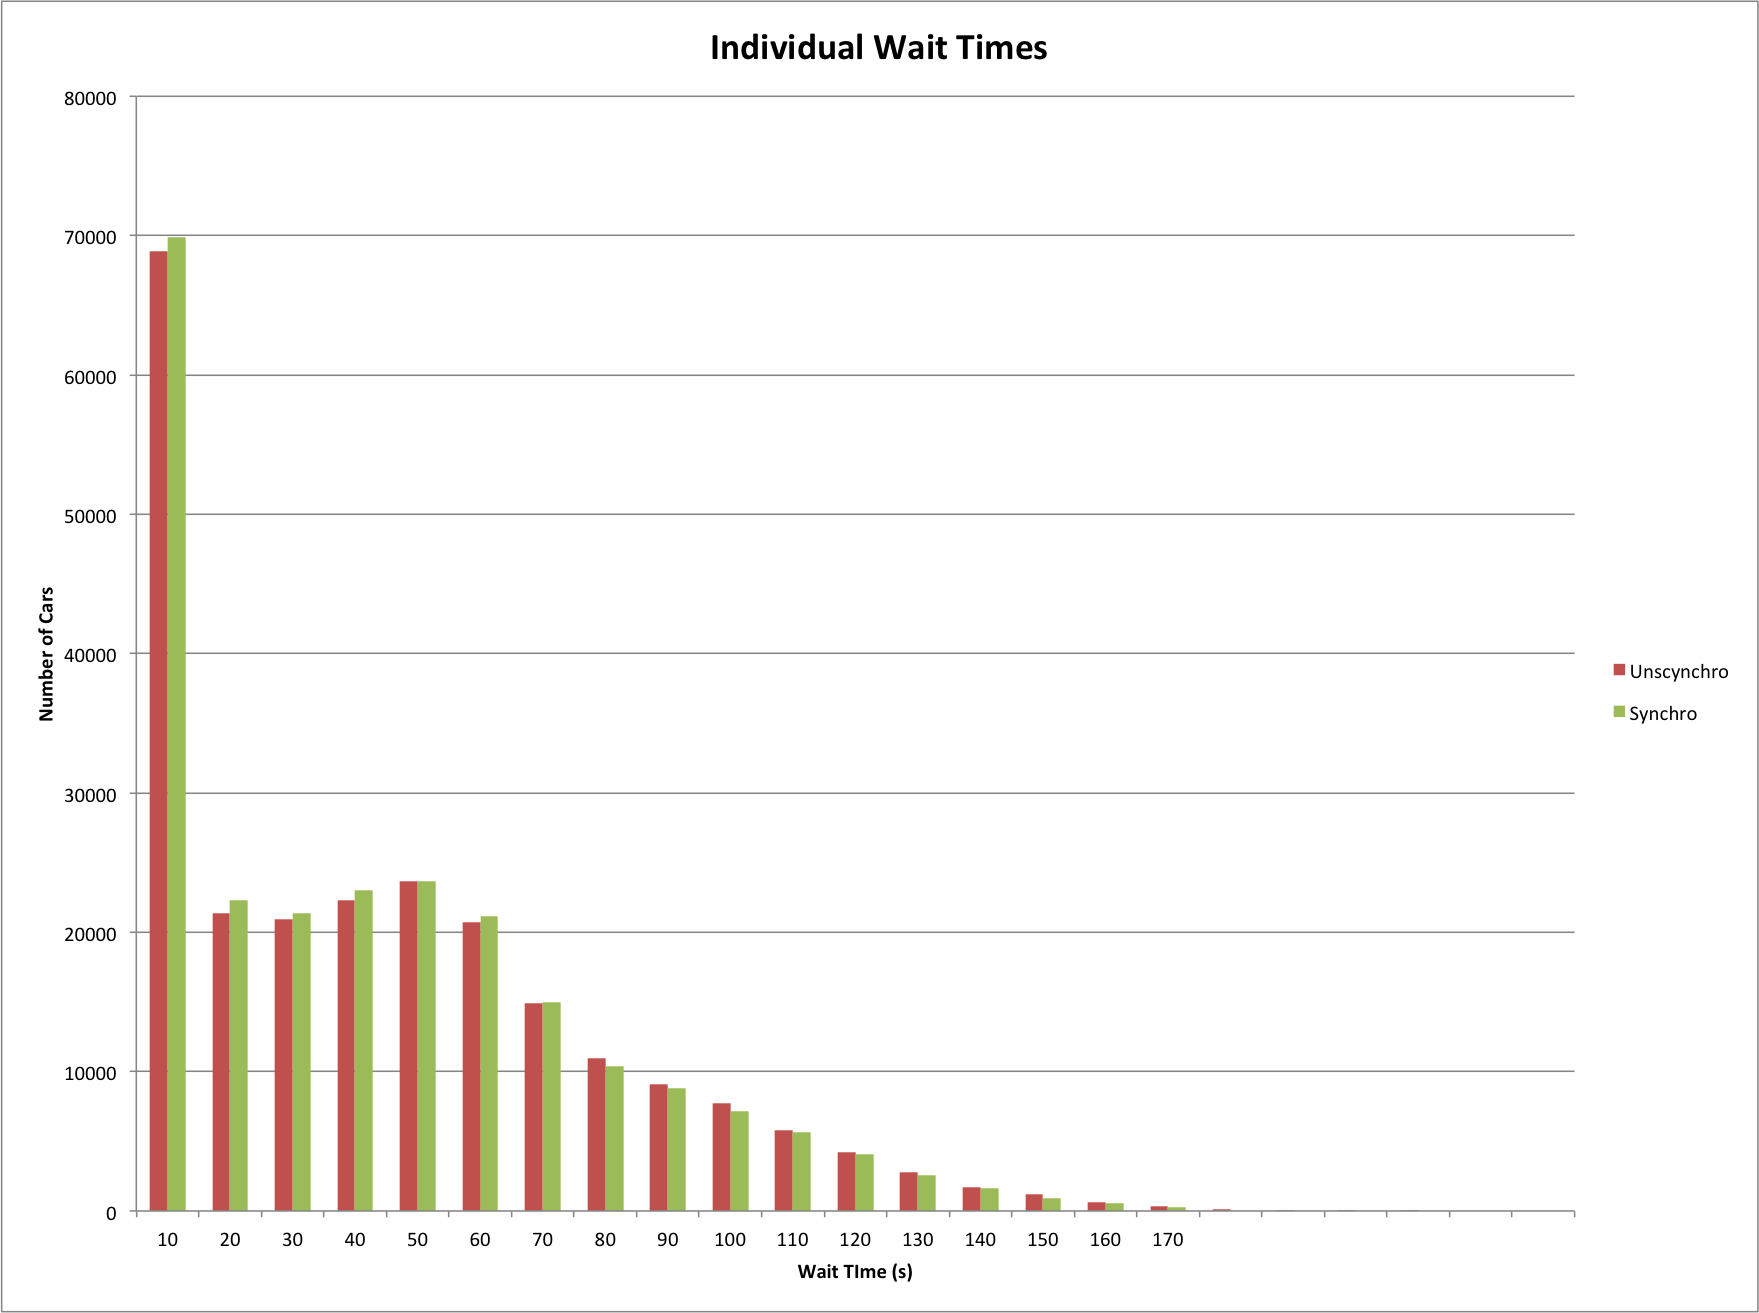 Individual Wait Times
80000
70000
60000
50000
40000
30000
20000
10000
0
Number of Cars
Unscynchro
Synchro
10 20 30 40 50 60 70 80 90 100 110 120 130 140 150 160 170
Wait TIme (s)